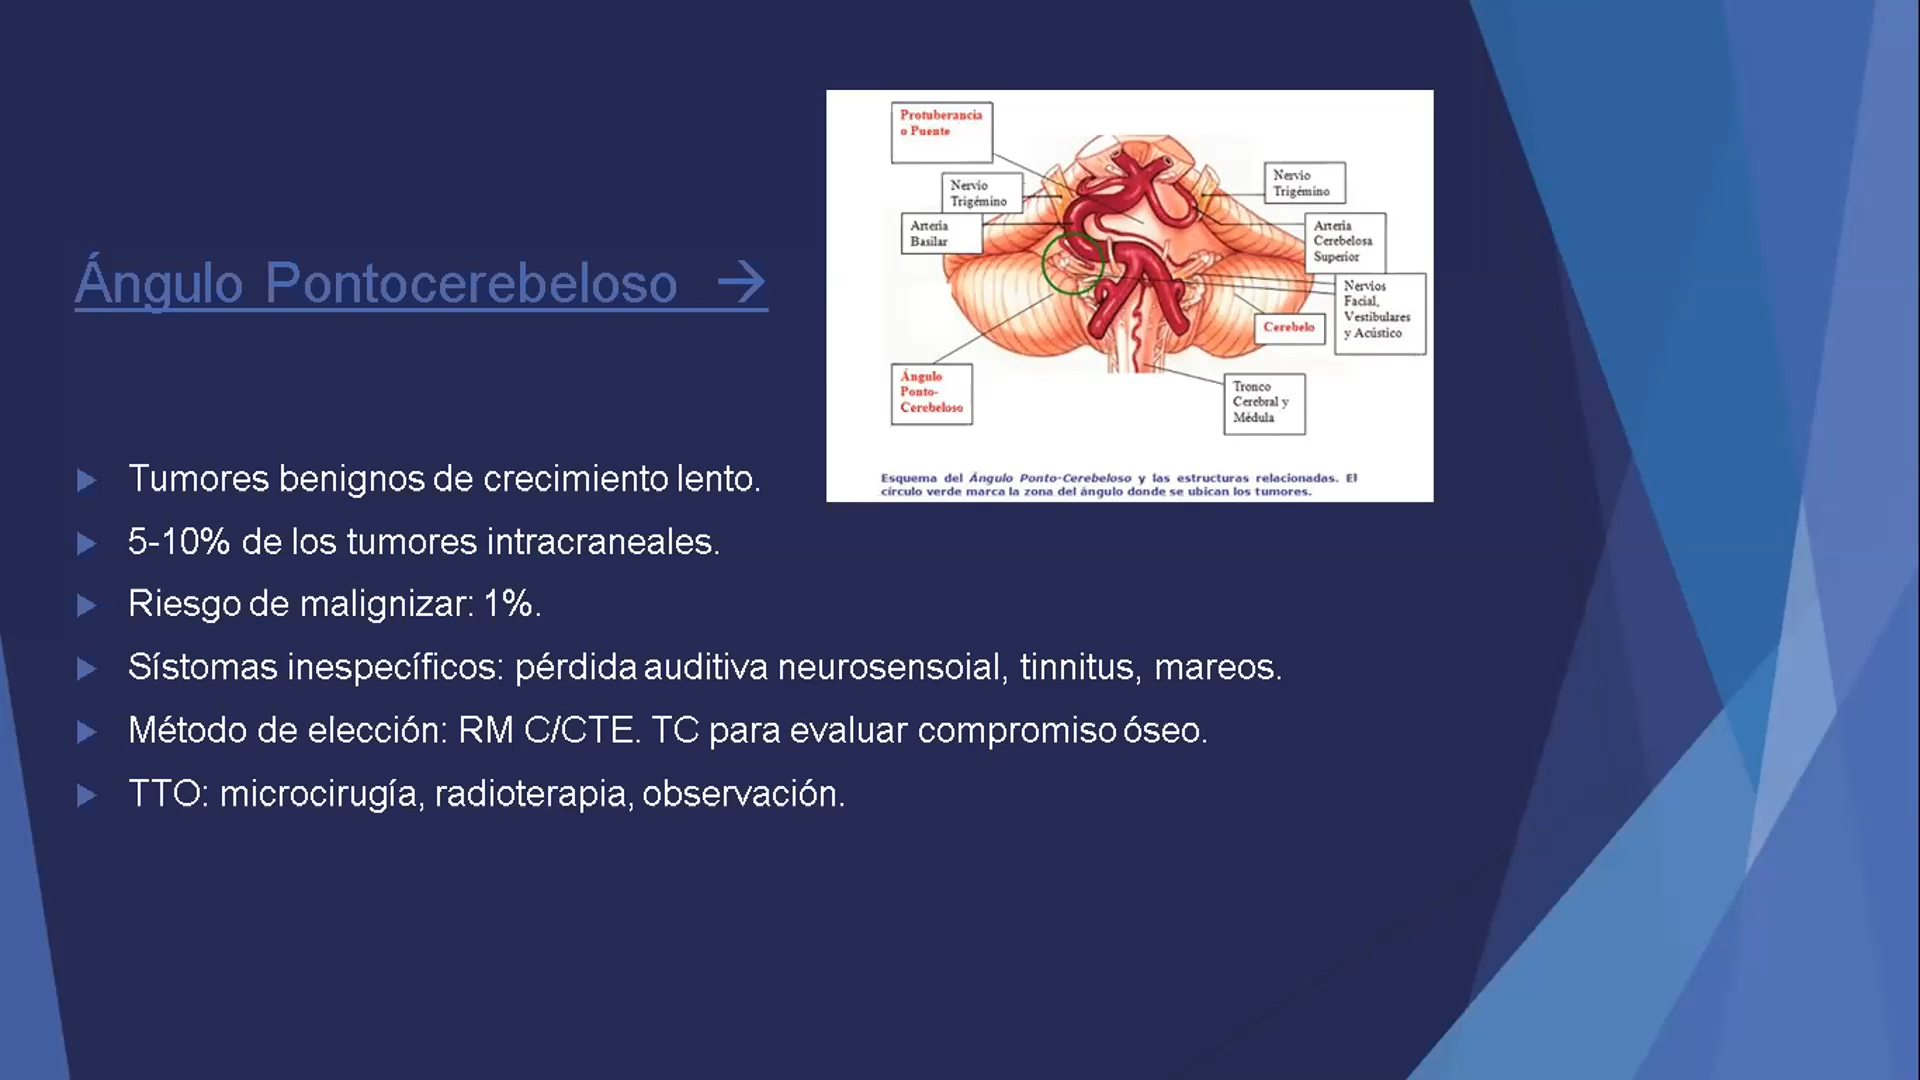 Ángulo Pontocerebeloso →
Protuberancia
o Puente
Nervio
Trigémino
Arteria
Basilar
Ángulo
Ponto-
Cerebeloso
Nervio
Trigémino
Arteria
Cerebelosa
Superior
Nervios
Facial,
Vestibulares
y Acústico
Cerebelo
Tronco
Cerebral y
Médula
Esquema del Ángulo Ponto-Cerebeloso y las estructuras relacionadas. El
círculo verde marca la zona del ángulo donde se ubican los tumores.
Tumores benignos de crecimiento lento.
5-10% de los tumores intracraneales.
Riesgo de malignizar: 1%.
Sístomas inespecíficos: pérdida auditiva neurosensoial, tinnitus, mareos.
Método de elección: RM C/CTE. TC para evaluar compromiso óseo.
TTO: microcirugía, radioterapia, observación.